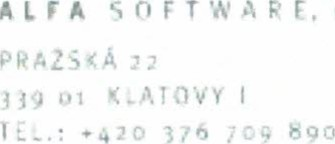 ALFA SOFTWARE,
PRAŽSKÁ 22
339 01 KLATOVY I
TEL.: +420 376 709 890